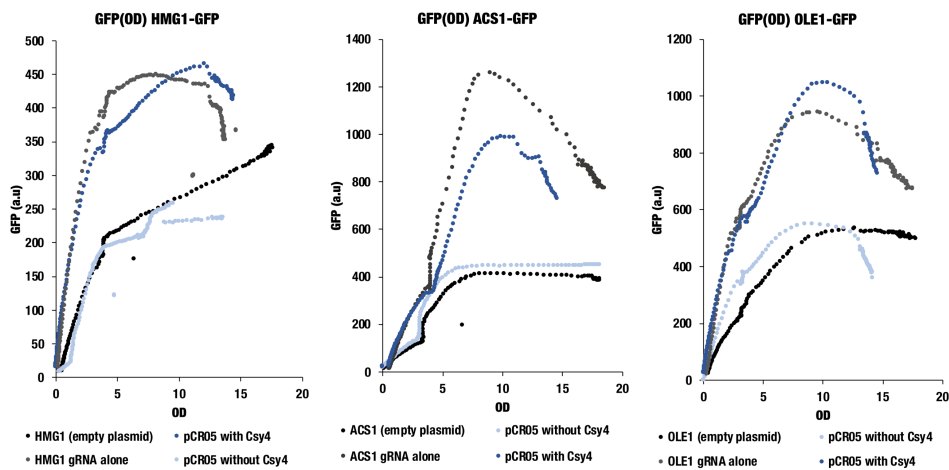 GFP(OD) HMG1-GFP
500
450
400
350
300
250
200
150
100
50
0
GFP (a.u)
0 5 10 15 20
OD
HMG1 (empty plasmid) pCR05 with Csy4
HMG1 gRNA alone pCR05 without Csy4
GFP(OD) ACS1-GFP
1400
1200
1000
800
600
400
200
0
GFP (a.u)
0 5 10 15 20
OD
ACS1 (empty plasmid) pCR05 without Csy4
ACS1 gRNA alone pCR05 with Csy4
GFP(OD) OLE1-GFP
1200
1000
800
600
400
200
0
GFP (a.u)
0 5 10 15 20
OD
OLE1 (empty plasmid) pCR05 without Csy4
OLE1 gRNA alone pCR05 with Csy4